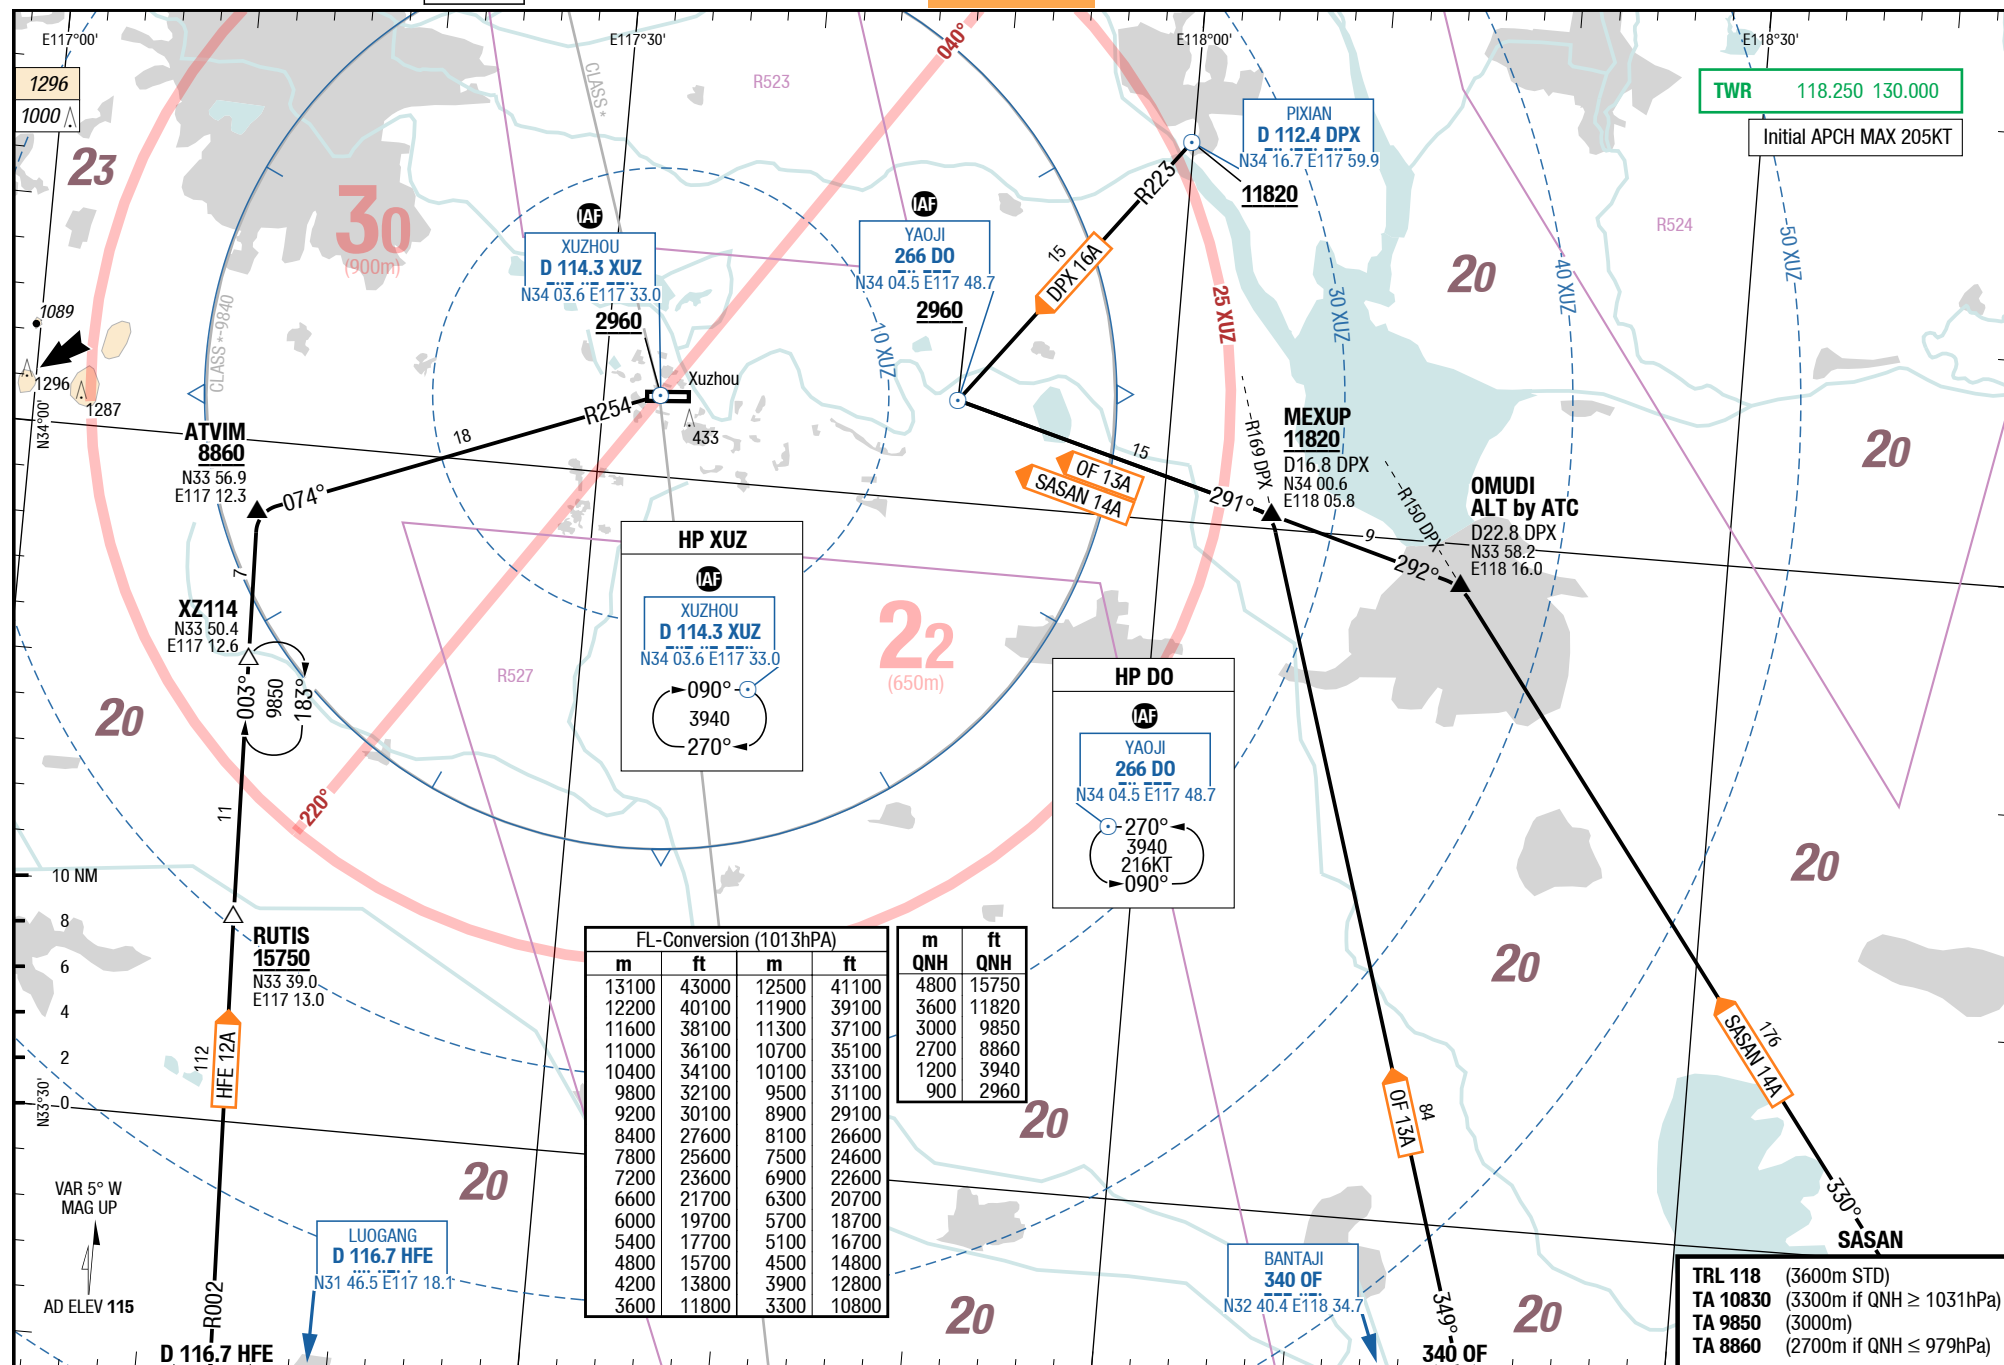 E117°00'
E117°30'
E118°00'
E118°30'
1296
1000
23
30
(900m)
CLASS *
R523
040°
IAF
XUZHOU
D 114.3 XUZ
N34 03.6 E117 33.0
2960
IAF
YAOJI
266 DO
N34 04.5 E117 48.7
2960
PIXIAN
D 112.4 DPX
N34 16.7 E117 59.9
11820
R223
15
DPX 16A
TWR 118.250 130.000
Initial APCH MAX 205KT
R524
20
50 XUZ
40 XUZ
30 XUZ
25 XUZ
10 XUZ
CLASS *-9840
1089
1296
1287
N34°00'
Xuzhou
433
R254
18
074°
ATVIM
8860
N33 56.9
E117 12.3
7
XZ114
N33 50.4
E117 12.6
003°
9850
183°
20
11
220°
R527
HP XUZ
IAF
XUZHOU
D 114.3 XUZ
N34 03.6 E117 33.0
090°
3940
270°
22
(650m)
15
OF 13A
SASAN 14A
291°
R169 DPX
MEXUP
11820
D16.8 DPX
N34 00.6
E118 05.8
R150 DPX
9
292°
OMUDI
ALT by ATC
D22.8 DPX
N33 58.2
E118 16.0
20
HP DO
IAF
YAOJI
266 DO
N34 04.5 E117 48.7
270°
3940
216KT
090°
20
20
10 NM
8
6
4
2
0
N33°30'
RUTIS
15750
N33 39.0
E117 13.0
112
HFE 12A
R002
D 116.7 HFE
VAR 5° W
MAG UP
AD ELEV 115
LUOGANG
D 116.7 HFE
N31 46.5 E117 18.1
20
FL-Conversion (1013hPA)
m ft m ft
13100 43000 12500 41100
12200 40100 11900 39100
11600 38100 11300 37100
11000 36100 10700 35100
10400 34100 10100 33100
9800 32100 9500 31100
9200 30100 8900 29100
8400 27600 8100 26600
7800 25600 7500 24600
7200 23600 6900 22600
6600 21700 6300 20700
6000 19700 5700 18700
5400 17700 5100 16700
4800 15700 4500 14800
4200 13800 3900 12800
3600 11800 3300 10800
m ft
QNH QNH
4800 15750
3600 11820
3000 9850
2700 8860
1200 3940
900 2960
20
20
84
OF 13A
349°
340 OF
BANTAJI
340 OF
N32 40.4 E118 34.7
176
SASAN 14A
330°
SASAN
20
TRL 118 (3600m STD)
TA 10830 (3300m if QNH ≥ 1031hPa)
TA 9850 (3000m)
TA 8860 (2700m if QNH ≤ 979hPa)